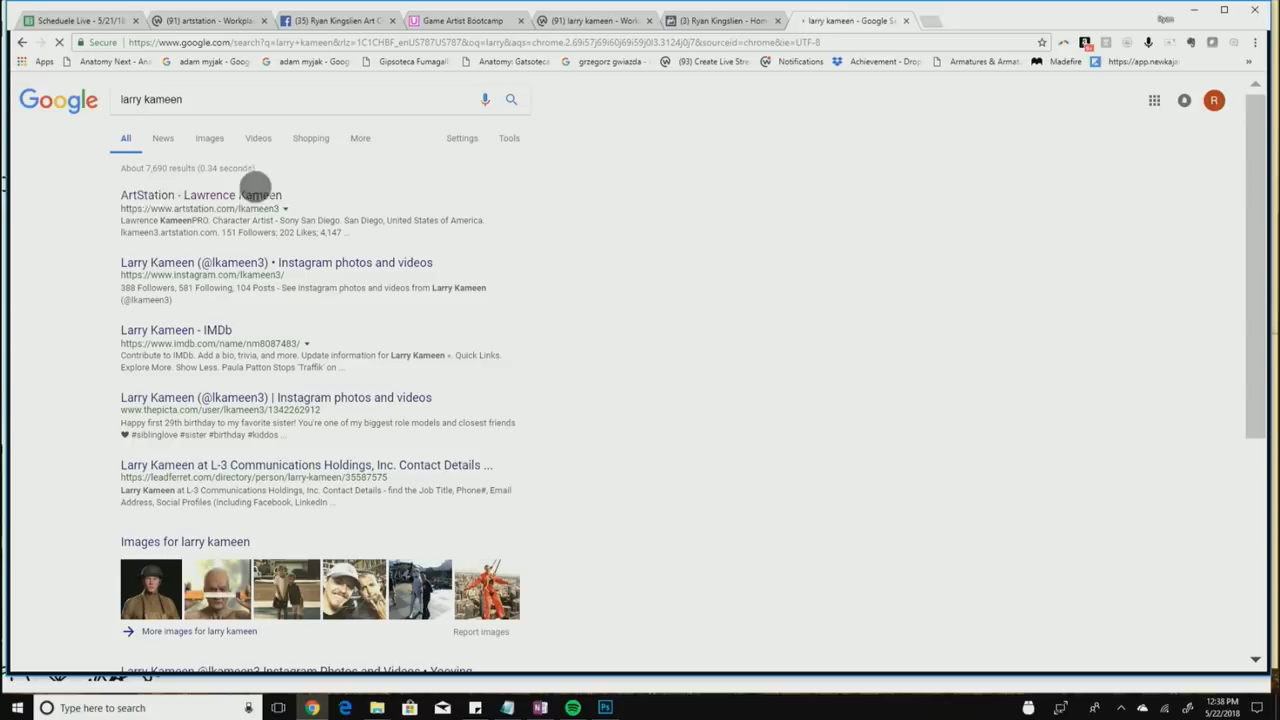 Schedeule Live - 5/21/18
(91) artstation - Workpla
(35) Ryan Kingslien Art C
Game Artist Bootcamp
(91) larry kameen - Work
(3) Ryan Kingslien - Hom
larry kameen - Google Se
Ryan
Secure
https://www.google.com/search?q=larry+kameen&rlz=1C1CHBF_enUS787US787&oq=larry+kameen&aqs=chrome.2.69i57j69i60j69i59j0l3.3124j0j7&sourceid=chrome&ie=UTF-8
Apps
Anatomy Next - An
adam myjak - Goog
adam myjak - Goog
Gipsoteca Fumagall
Anatomy: Gatsoteca
grzegorz gwiazda -
(93) Create Live Stre
Notifications
Achievement - Drop
Armatures & Armat
Madefire
https://app.newkaj
Google
larry kameen
R
All News Images Videos Shopping More Settings Tools
About 7,690 results (0.34 seconds)
ArtStation - Lawrence Kameen
https://www.artstation.com/lkameen3
Lawrence KameenPRO. Character Artist - Sony San Diego. San Diego, United States of America.
lkameen3.artstation.com. 151 Followers; 202 Likes; 4,147 ...
Larry Kameen (@lkameen3) • Instagram photos and videos
https://www.instagram.com/lkameen3/
388 Followers, 581 Following, 104 Posts - See Instagram photos and videos from Larry Kameen
(@lkameen3)
Larry Kameen - IMDb
https://www.imdb.com/name/nm8087483/
Contribute to IMDb. Add a bio, trivia, and more. Update information for Larry Kameen ». Quick Links.
Explore More. Show Less. Paula Patton Stops 'Traffik' on ...
Larry Kameen (@lkameen3) | Instagram photos and videos
www.thepicta.com/user/lkameen3/1342262912
Happy first 29th birthday to my favorite sister! You're one of my biggest role models and closest friends
♥ #siblinglove #sister #birthday #kiddos ...
Larry Kameen at L-3 Communications Holdings, Inc. Contact Details ...
https://leadferret.com/directory/person/larry-kameen/35587575
Larry Kameen at L-3 Communications Holdings, Inc. Contact Details - find the Job Title, Phone#, Email
Address, Social Profiles (Including Facebook, LinkedIn ...
Images for larry kameen
More images for larry kameen
Report images
Larry Kameen @lkameen3 Instagram Photos and Videos •
Type here to search
12:38 PM
5/22/2018